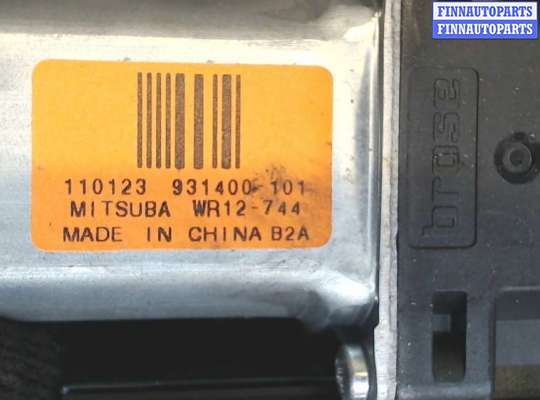 FINNAUTOPARTS
FINNAUTOPARTS
110123 931400-101
MITSUBA WR12-744
MADE IN CHINA B2A
brose